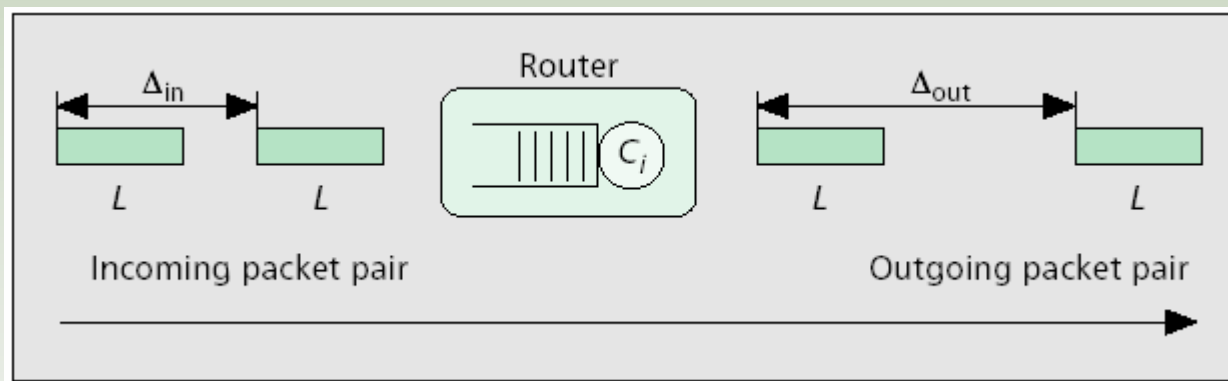 Router
Δin
Δout
Ci
L
L
L
L
Incoming packet pair
Outgoing packet pair